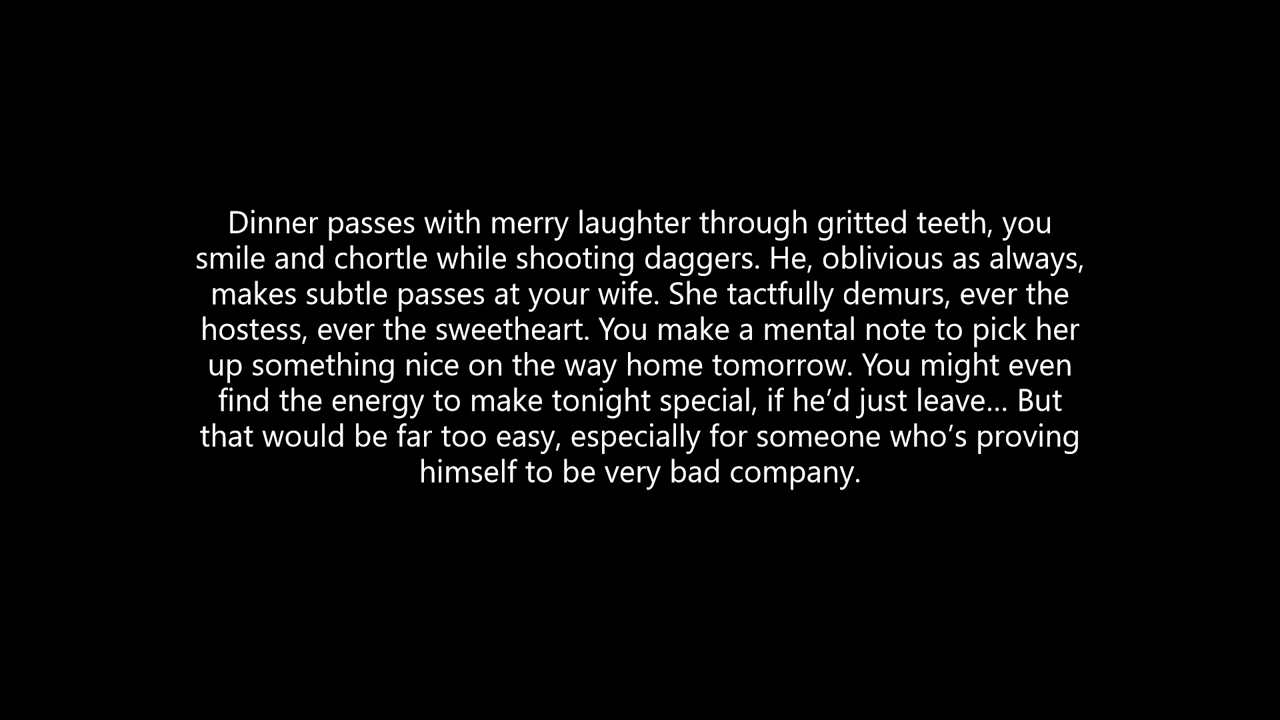 Dinner passes with merry laughter through gritted teeth, you
smile and chortle while shooting daggers. He, oblivious as always,
makes subtle passes at your wife. She tactfully demurs, ever the
hostess, ever the sweetheart. You make a mental note to pick her
up something nice on the way home tomorrow. You might even
find the energy to make tonight special, if he’d just leave… But
that would be far too easy, especially for someone who’s proving
himself to be very bad company.